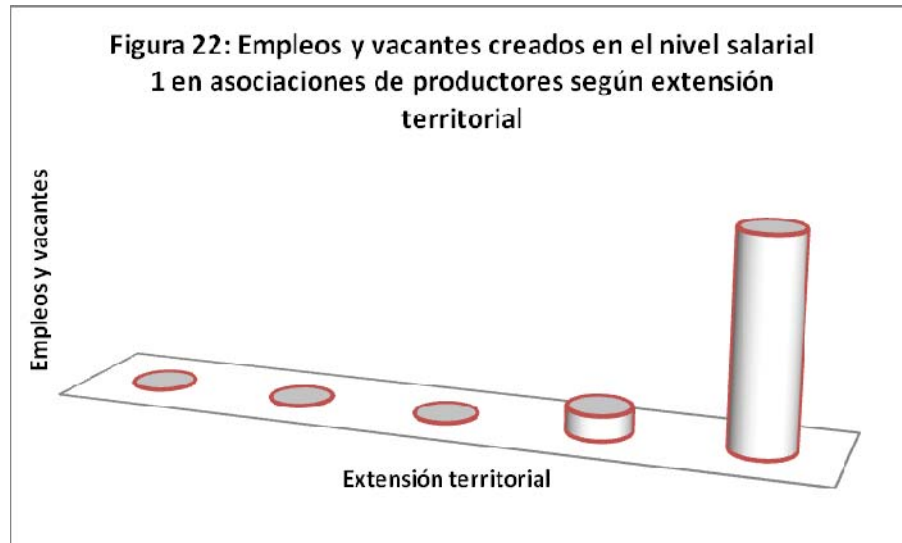 Figura 22: Empleos y vacantes creados en el nivel salarial
1 en asociaciones de productores según extensión
territorial
Empleos y vacantes
Extensión territorial